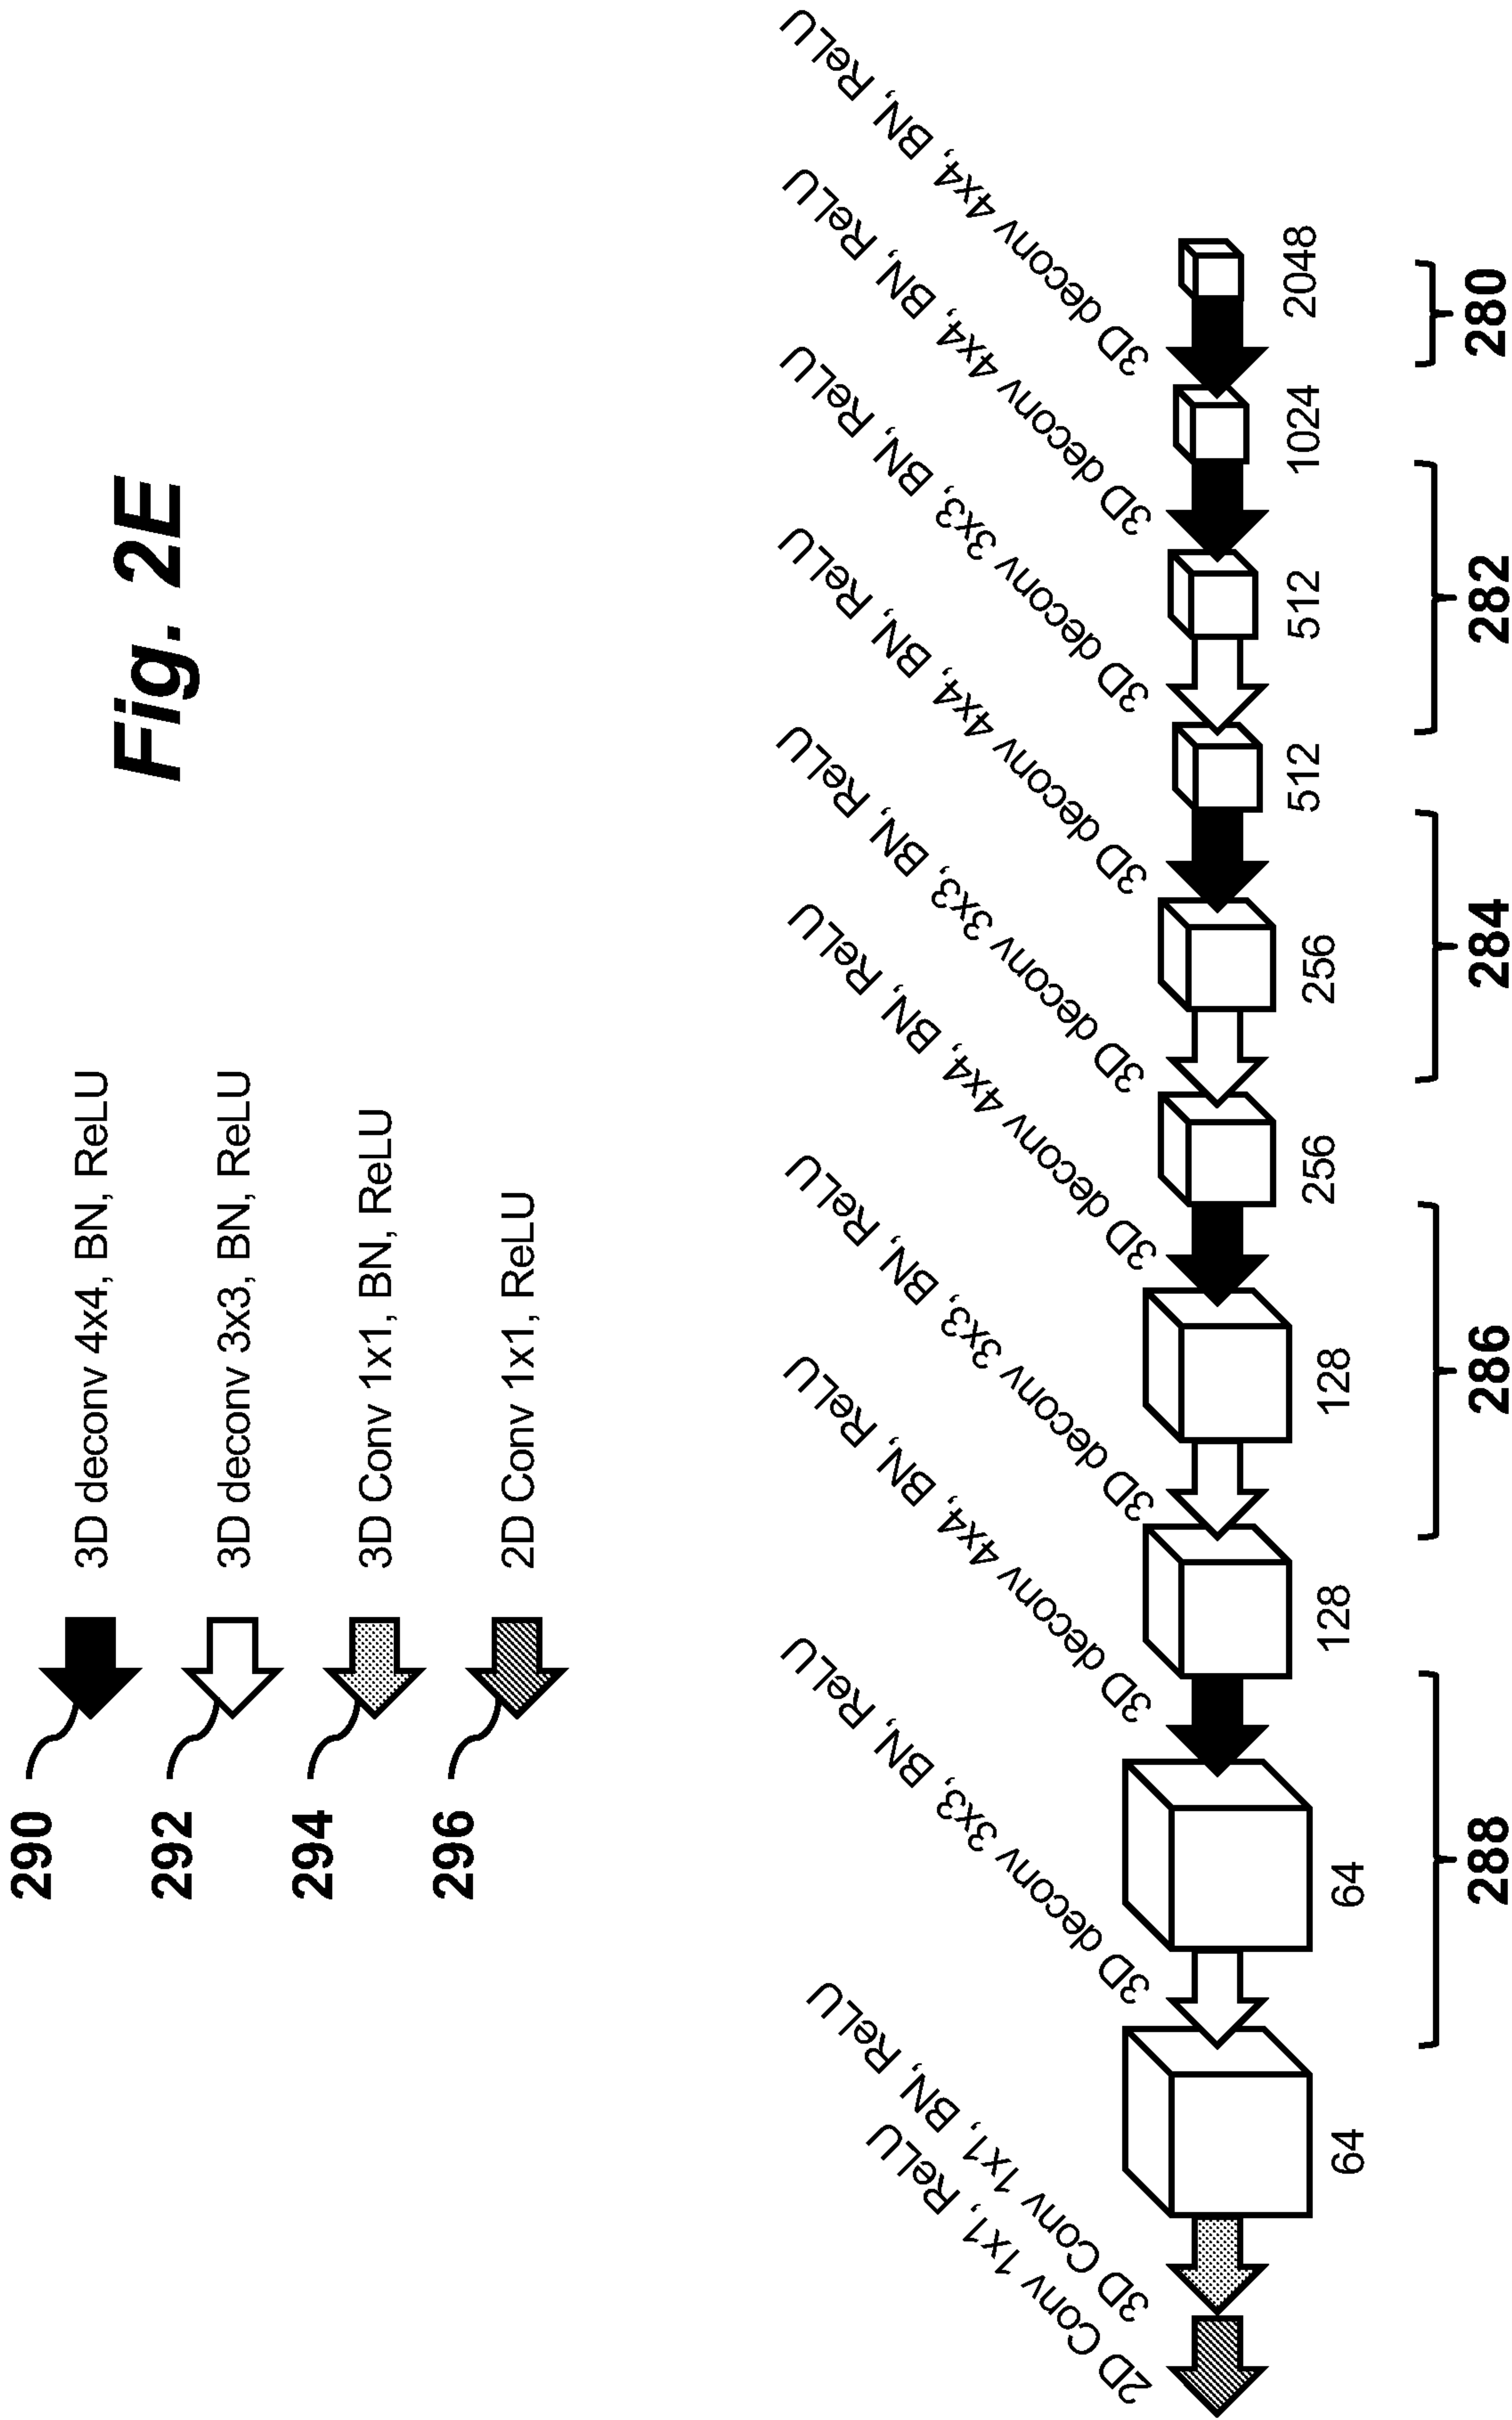 Fig. 2E
290
3D deconv 4x4, BN, ReLU
292
3D deconv 3x3, BN, ReLU
294
3D Conv 1x1, BN, ReLU
296
2D Conv 1x1, ReLU
2D Conv 1x1, ReLU
3D Conv 1x1, BN, ReLU
3D deconv 3x3, BN, ReLU
3D deconv 4x4, BN, ReLU
3D deconv 3x3, BN, ReLU
3D deconv 4x4, BN, ReLU
3D deconv 3x3, BN, ReLU
3D deconv 4x4, BN, ReLU
3D deconv 3x3, BN, ReLU
3D deconv 4x4, BN, ReLU
3D deconv 4x4, BN, ReLU
64
64
128
128
256
256
512
512
1024
2048
288
286
284
282
280